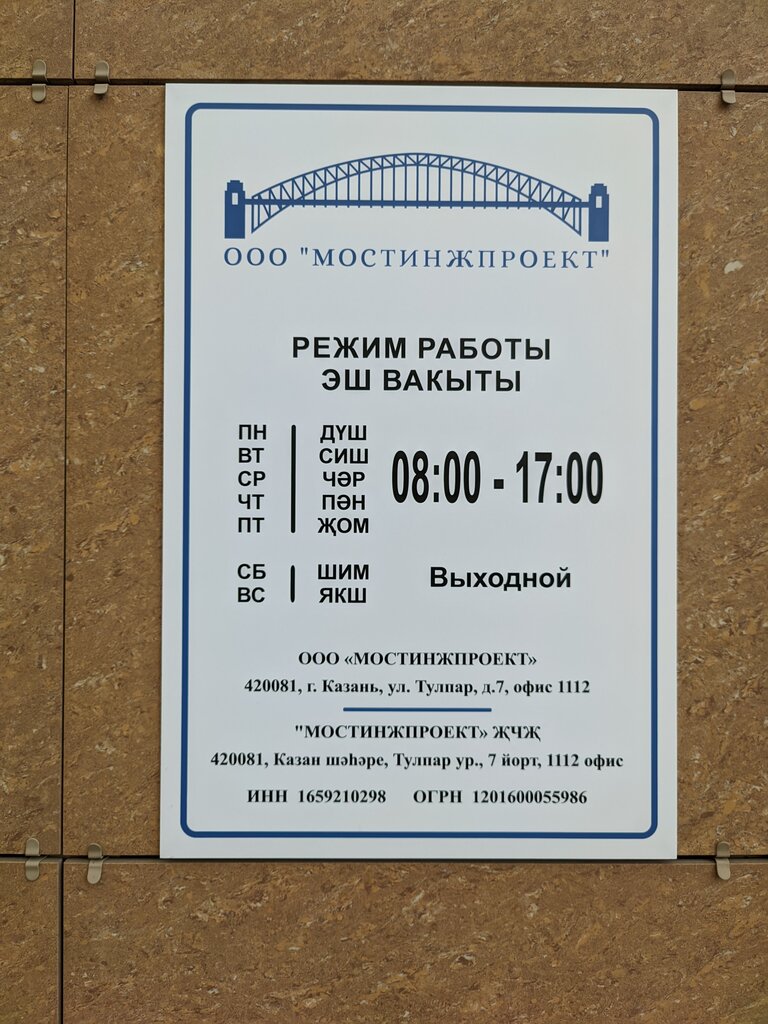 ООО "МОСТИНЖПРОЕКТ"
РЕЖИМ РАБОТЫ
ЭШ ВАКЫТЫ
ПН ДҮШ
ВТ СИШ
СР ЧӘР 08:00 - 17:00
ЧТ ПӘН
ПТ ҖОМ
СБ ШИМ Выходной
ВС ЯКШ
ООО «МОСТИНЖПРОЕКТ»
420081, г. Казань, ул. Тулпар, д.7, офис 1112
"МОСТИНЖПРОЕКТ» ҖЧҖ
420081, Казан шәһәре, Тулпар ур., 7 йорт, 1112 офис
ИНН 1659210298 ОГРН 1201600055986